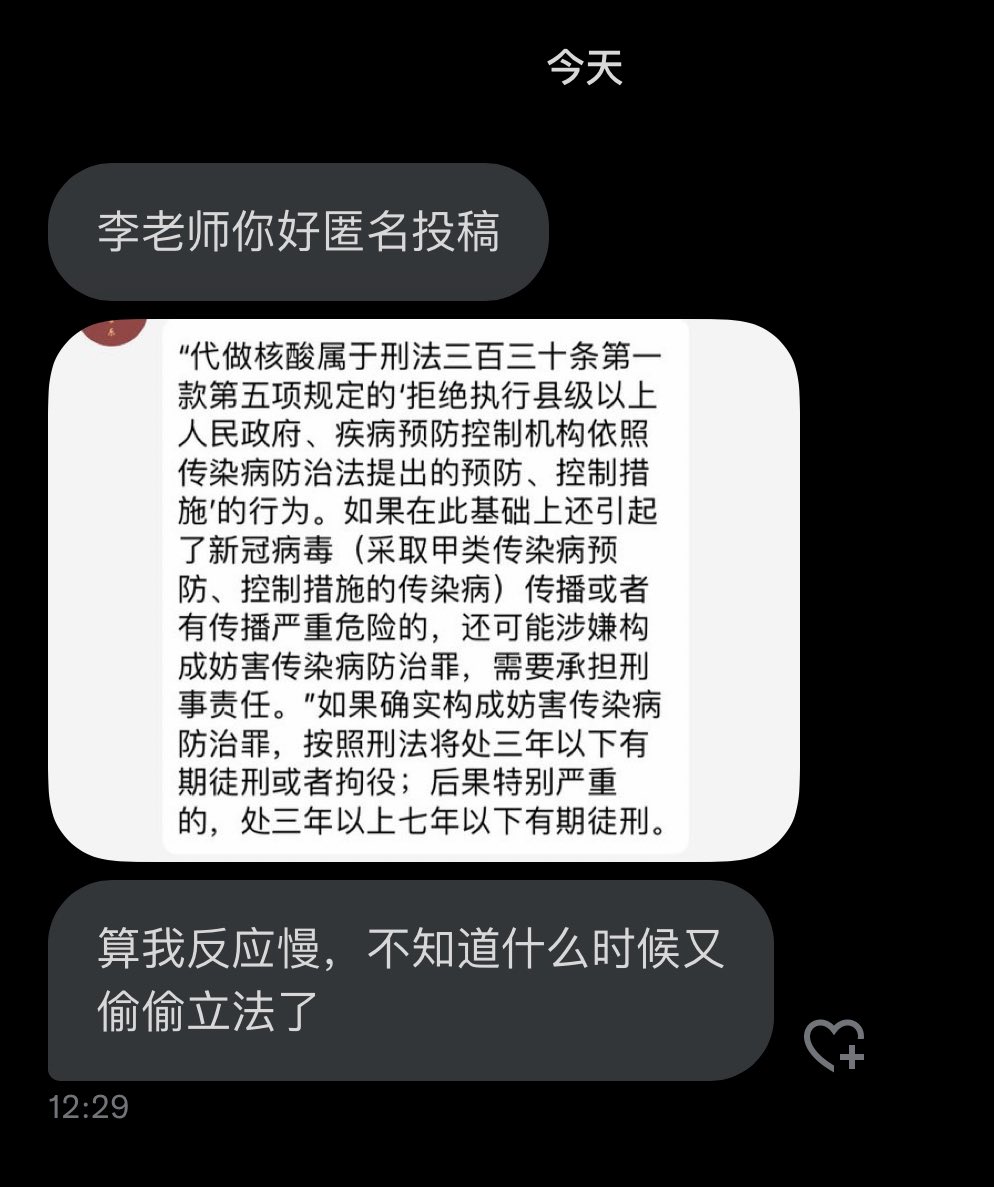 今天
李老师你好匿名投稿
系
“代做核酸属于刑法三百三十条第一
款第五项规定的‘拒绝执行县级以上
人民政府、疾病预防控制机构依照
传染病防治法提出的预防、控制措
施’的行为。如果在此基础上还引起
了新冠病毒（采取甲类传染病预
防、控制措施的传染病）传播或者
有传播严重危险的，还可能涉嫌构
成妨害传染病防治罪，需要承担刑
事责任。”如果确实构成妨害传染病
防治罪，按照刑法将处三年以下有
期徒刑或者拘役；后果特别严重
的，处三年以上七年以下有期徒刑。
算我反应慢，不知道什么时候又
偷偷立法了
12:29